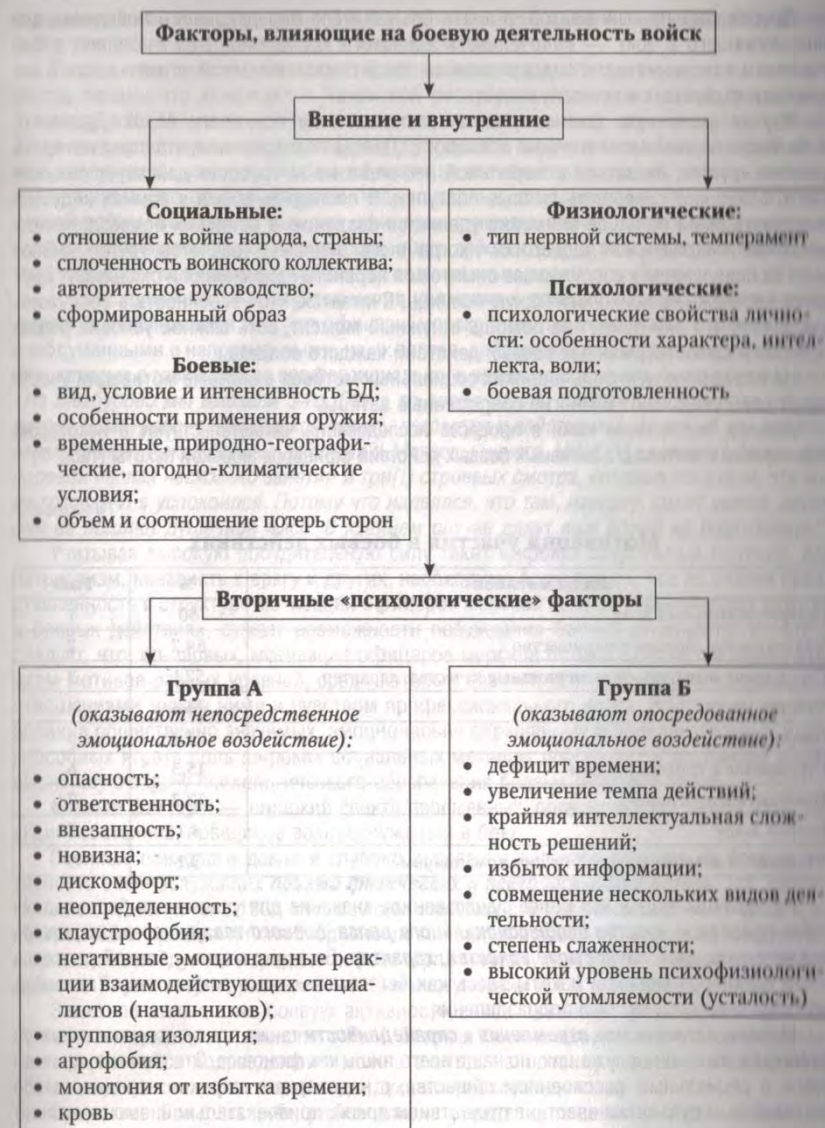 Факторы, влияющие на боевую деятельность войск
Внешние и внутренние
Социальные:
• отношение к войне народа, страны;
• сплоченность воинского коллектива;
• авторитетное руководство;
• сформированный образ
Боевые:
• вид, условие и интенсивность БД;
• особенности применения оружия;
• временные, природно-географи-
ческие, погодно-климатические
условия;
• объем и соотношение потерь сторон
Физиологические:
• тип нервной системы, темперамент
Психологические:
• психологические свойства лично-
сти: особенности характера, интел-
лекта, воли;
• боевая подготовленность
Вторичные «психологические» факторы
Группа А
(оказывают непосредственное
эмоциональное воздействие):
• опасность;
• ответственность;
• внезапность;
• новизна;
• дискомфорт;
• неопределенность;
• клаустрофобия;
• негативные эмоциональные реак-
ции взаимодействующих специа-
листов (начальников);
• групповая изоляция;
• агрофобия;
• монотония от избытка времени;
• кровь
Группа Б
(оказывают опосредованное
эмоциональное воздействие):
• дефицит времени;
• увеличение темпа действий;
• крайняя интеллектуальная слож-
ность решений;
• избыток информации;
• совмещение нескольких видов дея-
тельности;
• степень слаженности;
• высокий уровень психофизиологи-
ческой утомляемости (усталость)